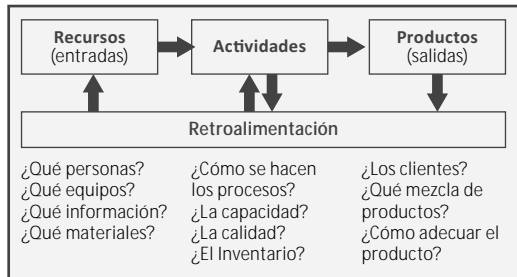 Recursos
(entradas)
Actividades
Productos
(salidas)
Retroalimentación
¿Qué personas?
¿Qué equipos?
¿Qué información?
¿Qué materiales?
¿Cómo se hacen
los procesos?
¿La capacidad?
¿La calidad?
¿El Inventario?
¿Los clientes?
¿Qué mezcla de
productos?
¿Cómo adecuar el
producto?